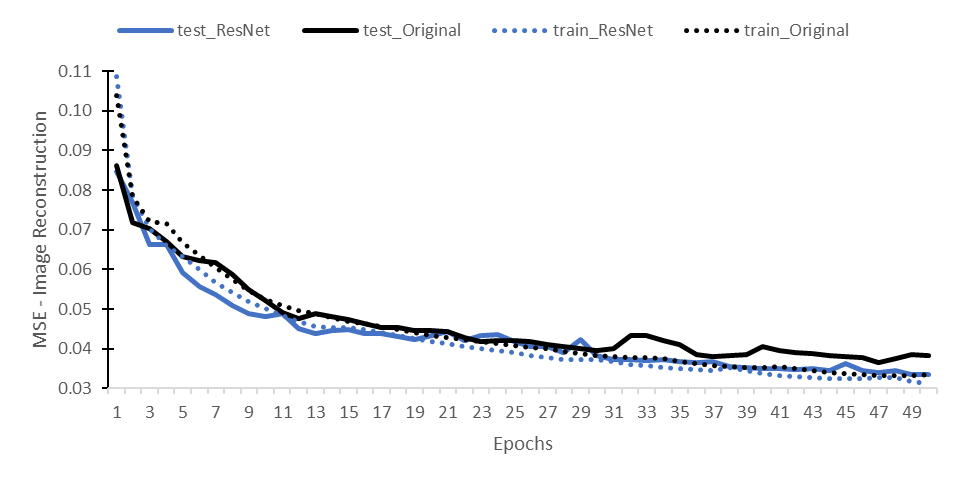 test_ResNet test_Original train_ResNet train_Original
0.11
0.10
0.09
0.08
0.07
0.06
0.05
0.04
0.03
MSE - Image Reconstruction
1 3 5 7 9 11 13 15 17 19 21 23 25 27 29 31 33 35 37 39 41 43 45 47 49
Epochs